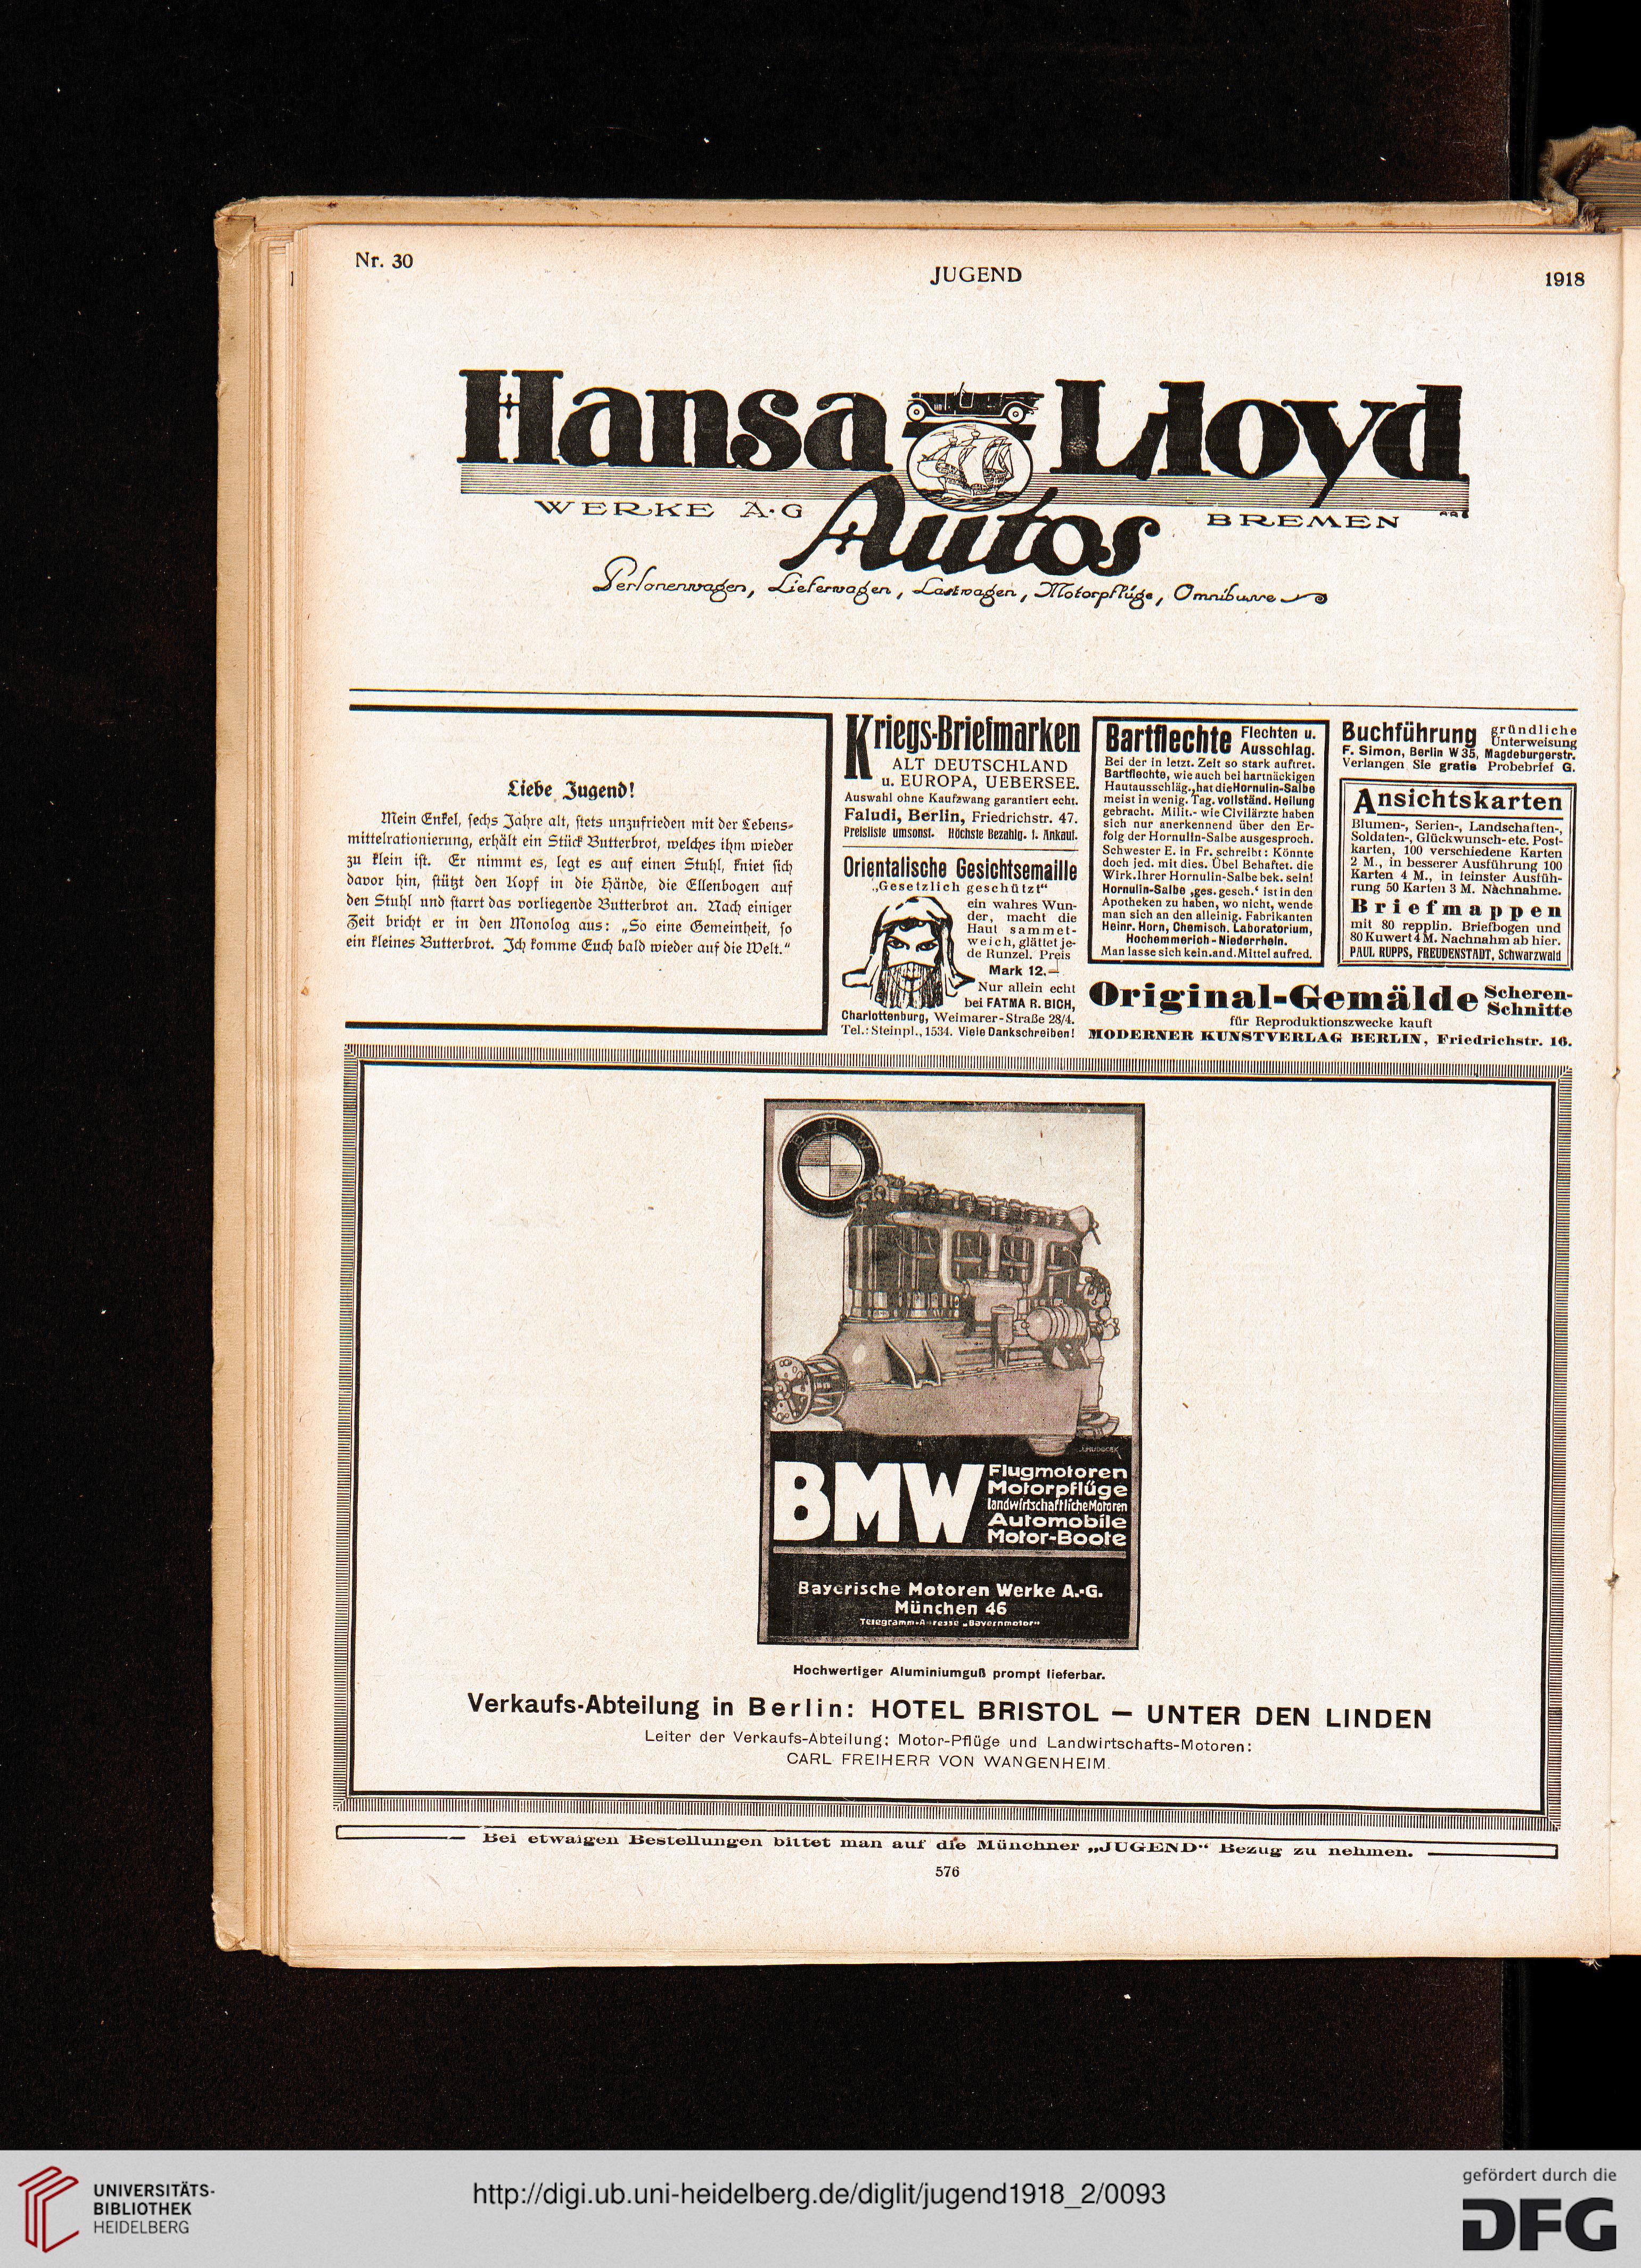 Nr. 30
JUGEND
1918
Hansa Lloyd
WERKE A·G
Autos
BREMEN
Personenwagen, Lieferwagen, Lastwagen, Motorpflüge, Omnibusse
Liebe Jugend!
Mein Enkel, sechs Jahre alt, stets unzufrieden mit der Lebens-
mittelrationierung, erhält ein Stück Butterbrot, welches ihm wieder
zu klein ist. Er nimmt es, legt es auf einen Stuhl, kniet sich
davor hin, stützt den Kopf in die Hände, die Ellenbogen auf
den Stuhl und starrt das vorliegende Butterbrot an. Nach einiger
Zeit bricht er in den Monolog aus: „So eine Gemeinheit, so
ein kleines Butterbrot. Ich komme Euch bald wieder auf die Welt.“
Kriegs-Briefmarken
ALT DEUTSCHLAND
u. EUROPA, UEBERSEE.
Auswahl ohne Kaufzwang garantiert echt.
Faludi, Berlin, Friedrichstr. 47.
Preisliste umsonst. Höchste Bezahlg. f. Ankauf.
Orientalische Gesichtsemaille
„Gesetzlich geschützt“
ein wahres Wun-
der, macht die
Haut sammet-
weich, glättet je-
de Runzel. Preis
Mark 12.—
Nur allein echt
bei FATMA R. BICH,
Charlottenburg, Weimarer-Straße 28/4.
Tel.: Steinpl., 1534. Viele Dankschreiben!
Bartflechte Flechten u.
Ausschlag.
Bei der in letzt. Zeit so stark auftret.
Bartflechte, wie auch bei hartnäckigen
Hautausschläg., hat die Hornulin-Salbe
meist in wenig. Tag. vollständ. Heilung
gebracht. Milit.- wie Civilärzte haben
sich nur anerkennend über den Er-
folg der Hornulin-Salbe ausgesproch.
Schwester E. in Fr. schreibt: Könnte
doch jed. mit dies. Übel Behaftet. die
Wirk. Ihrer Hornulin-Salbe bek. sein!
Hornulin-Salbe ‚ges. gesch.‘ ist in den
Apotheken zu haben, wo nicht, wende
man sich an den alleinig. Fabrikanten
Heinr. Horn, Chemisch. Laboratorium,
Hochemmerich - Niederrhein.
Man lasse sich kein. and. Mittel aufred.
Buchführung gründliche
Unterweisung
F. Simon, Berlin W 35, Magdeburgerstr.
Verlangen Sie gratis Probebrief G.
Ansichtskarten
Blumen-, Serien-, Landschaften-,
Soldaten-, Glückwunsch- etc. Post-
karten, 100 verschiedene Karten
2 M., in besserer Ausführung 100
Karten 4 M., in feinster Ausfüh-
rung 50 Karten 3 M. Nachnahme.
Briefmappen
mit 80 repplin. Briefbogen und
80 Kuwert 4 M. Nachnahm ab hier.
PAUL RUPPS, FREUDENSTADT, Schwarzwald
Original-Gemälde Scheren-
Schnitte
für Reproduktionszwecke kauft
MODERNER KUNSTVERLAG BERLIN, Friedrichstr. 16.
BMW
BMW
Flugmotoren
Motorpflüge
landwirtschaftliche Motoren
Automobile
Motor-Boote
Bayerische Motoren Werke A.-G.
München 46
Telegramm-Adresse „Bayernmotor“
Hochwertiger Aluminiumguß prompt lieferbar.
Verkaufs-Abteilung in Berlin: HOTEL BRISTOL — UNTER DEN LINDEN
Leiter der Verkaufs-Abteilung: Motor-Pflüge und Landwirtschafts-Motoren:
CARL FREIHERR VON WANGENHEIM.
Bei etwaigen Bestellungen bittet man auf die Münchner „JUGEND“ Bezug zu nehmen.
576
UNIVERSITÄTS-
BIBLIOTHEK
HEIDELBERG
http://digi.ub.uni-heidelberg.de/diglit/jugend1918_2/0093
gefördert durch die
DFG